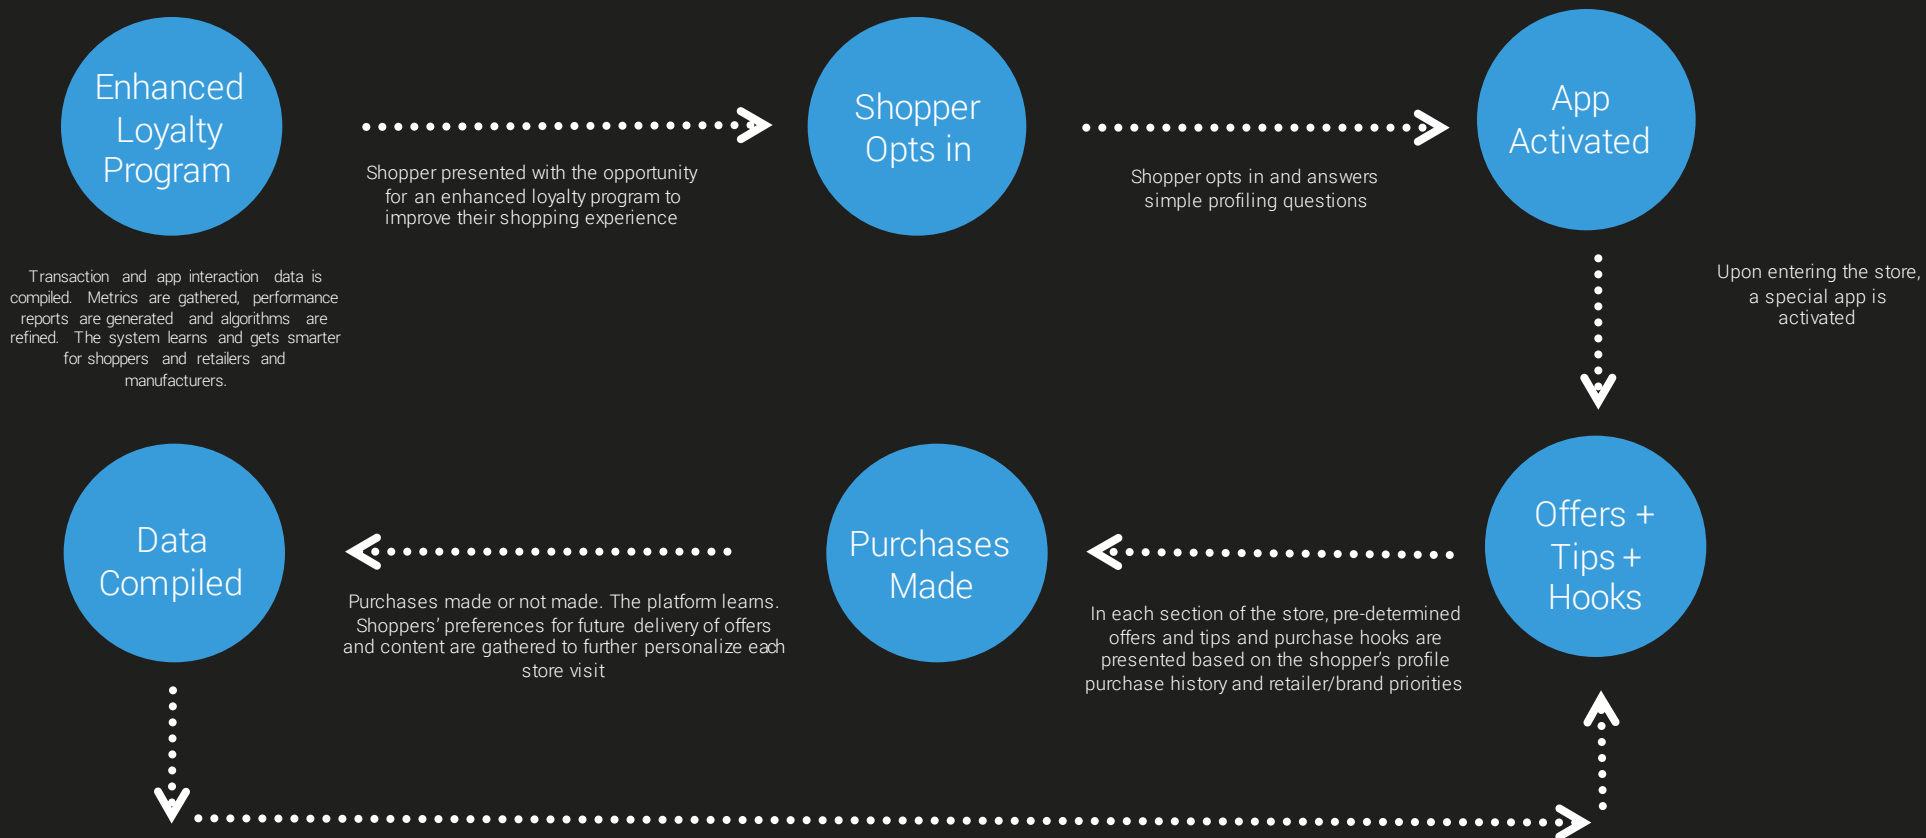 Enhanced
Loyalty
Program
Shopper presented with the opportunity
for an enhanced loyalty program to
improve their shopping experience
Shopper
Opts in
Shopper opts in and answers
simple profiling questions
App
Activated
Upon entering the store,
a special app is
activated
Transaction and app interaction data is
compiled. Metrics are gathered, performance
reports are generated and algorithms are
refined. The system learns and gets smarter
for shoppers and retailers and
manufacturers.
Offers +
Tips +
Hooks
In each section of the store, pre-determined
offers and tips and purchase hooks are
presented based on the shopper’s profile
purchase history and retailer/brand priorities
Purchases
Made
Purchases made or not made. The platform learns.
Shoppers’ preferences for future delivery of offers
and content are gathered to further personalize each
store visit
Data
Compiled